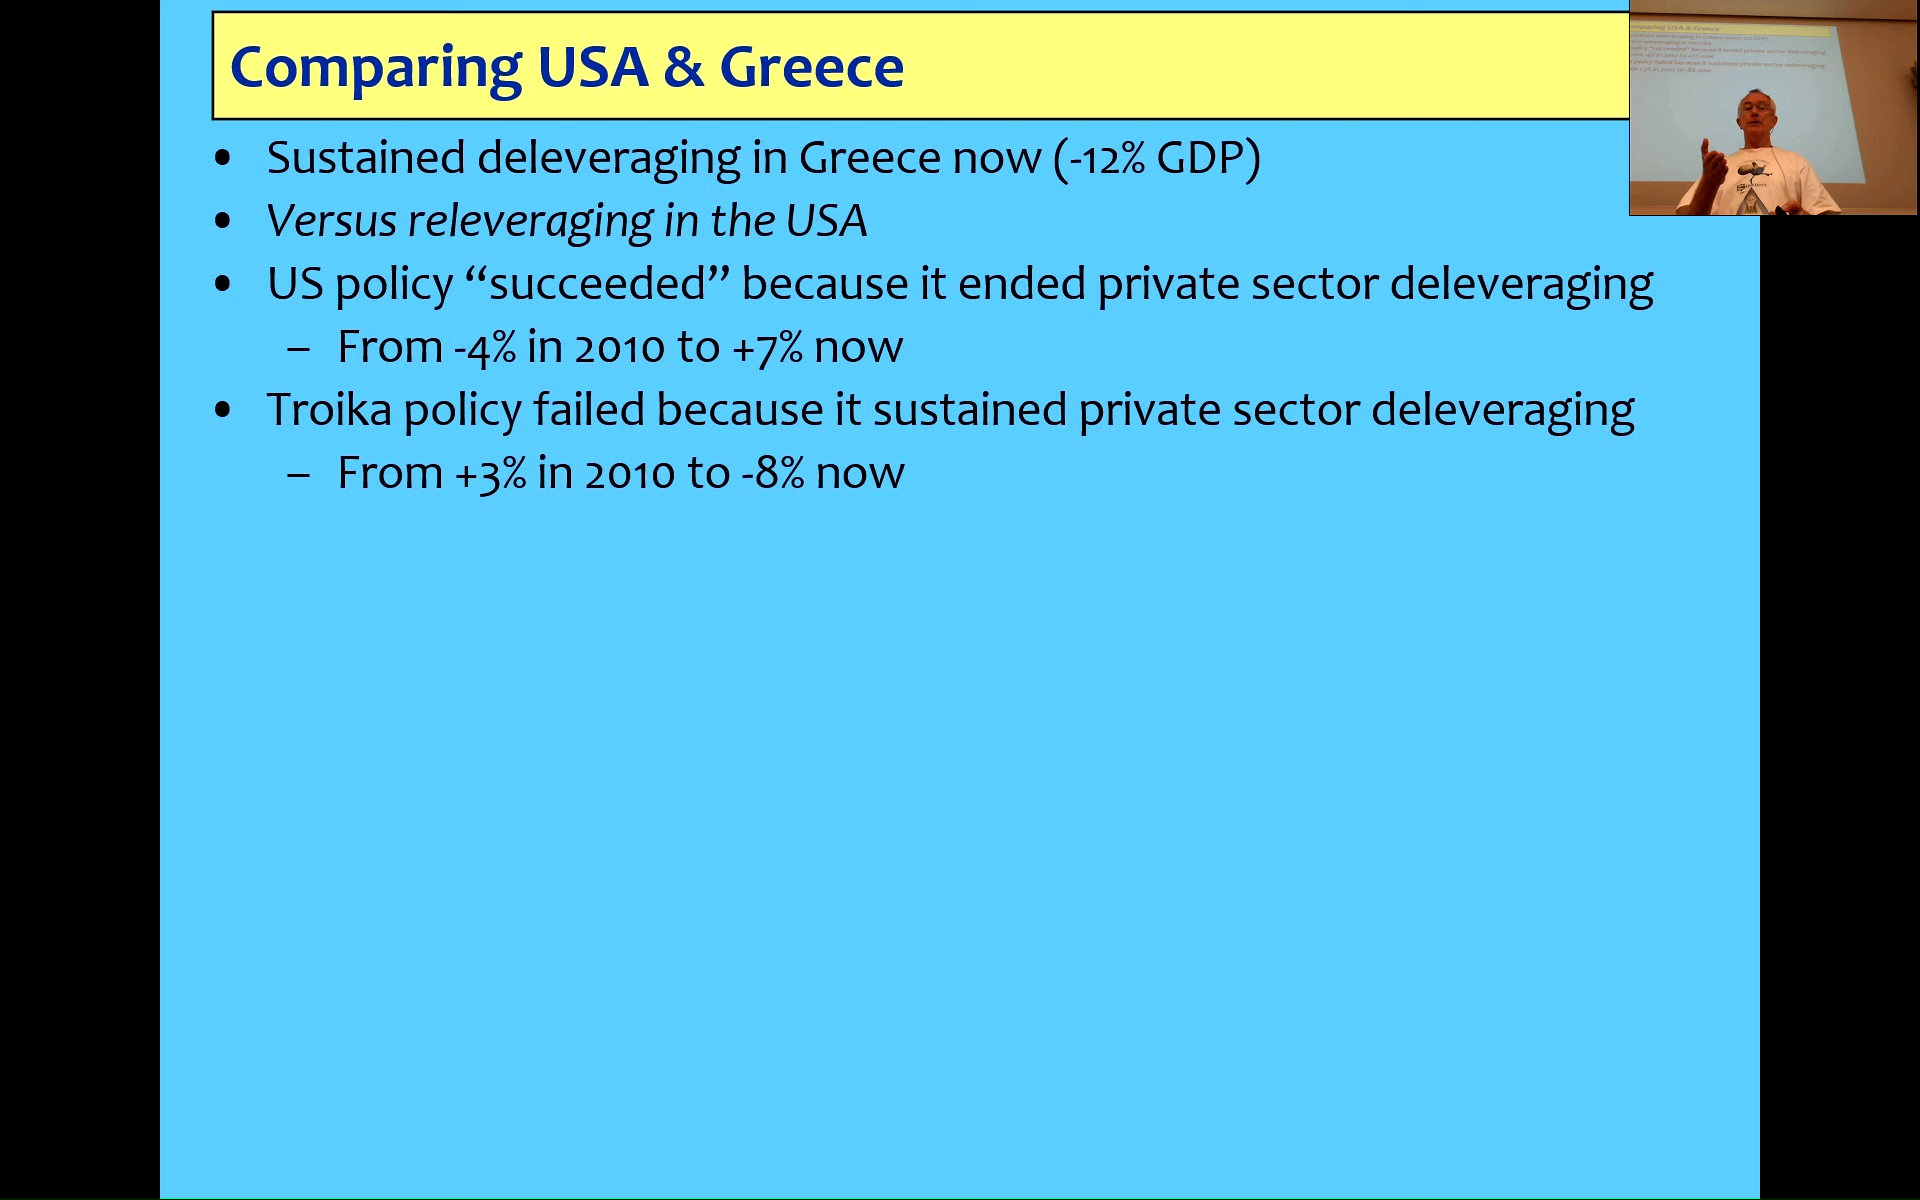 Comparing USA & Greece
• Sustained deleveraging in Greece now (-12% GDP)
• Versus releveraging in the USA
• US policy “succeeded” because it ended private sector deleveraging
– From -4% in 2010 to +7% now
• Troika policy failed because it sustained private sector deleveraging
– From +3% in 2010 to -8% now